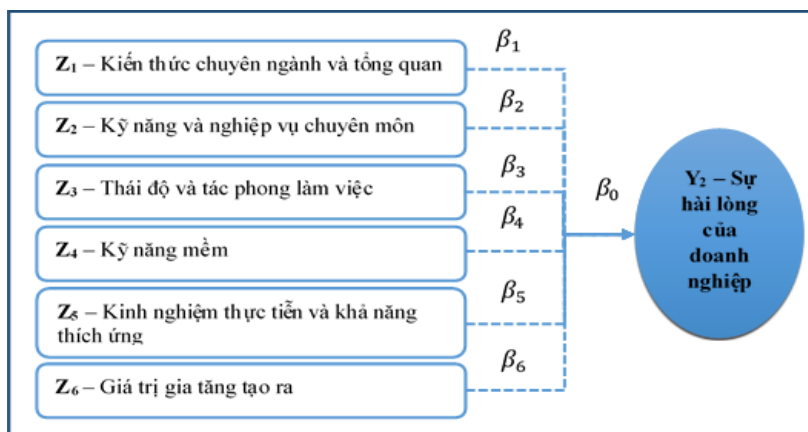 Z₁ – Kiến thức chuyên ngành và tổng quan
Z₂ – Kỹ năng và nghiệp vụ chuyên môn
Z₃ – Thái độ và tác phong làm việc
Z₄ – Kỹ năng mềm
Z₅ – Kinh nghiệm thực tiễn và khả năng
thích ứng
Z₆ – Giá trị gia tăng tạo ra
β₁
β₂
β₃
β₄
β₅
β₆
β₀
Y₂ – Sự
hài lòng
của
doanh
nghiệp